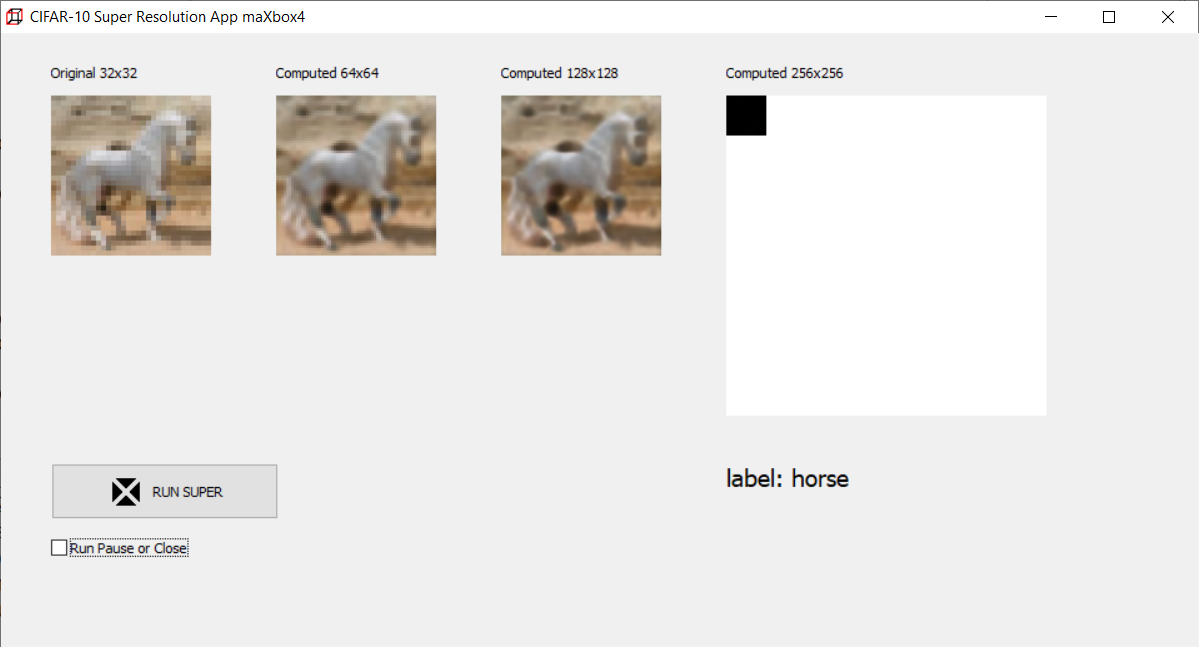 CIFAR-10 Super Resolution App maXbox4
Original 32x32
Computed 64x64
Computed 128x128
Computed 256x256
RUN SUPER
label: horse
Run Pause or Close